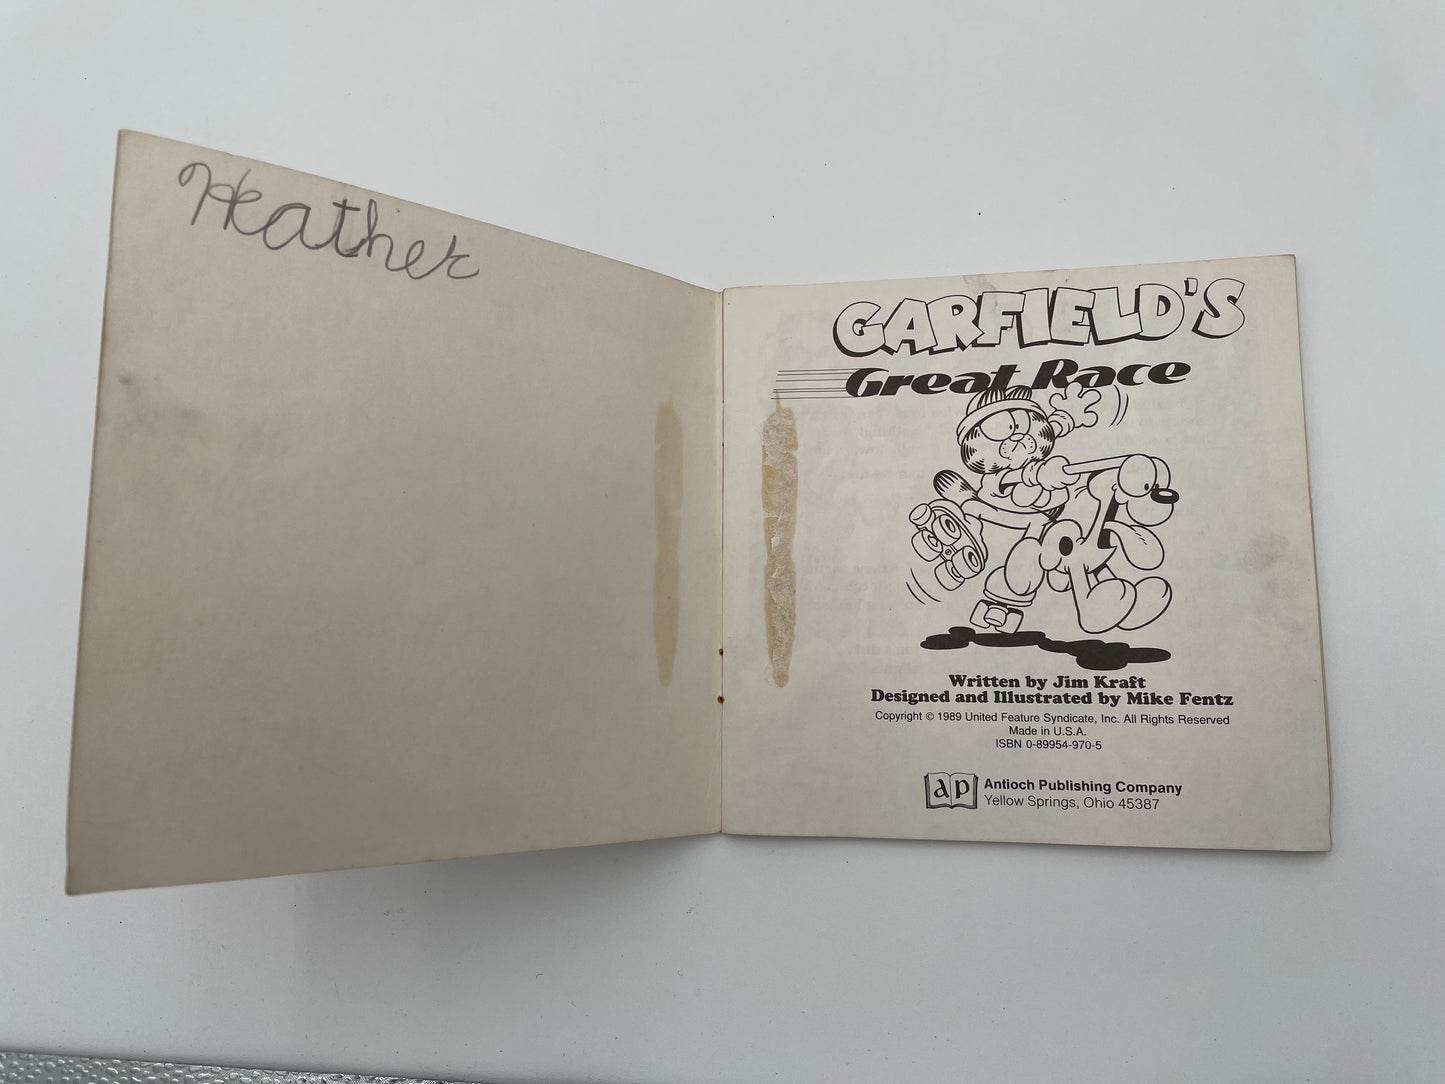 Heather
GARFIELD'S
Great Race
Written by Jim Kraft
Designed and Illustrated by Mike Fentz
Copyright © 1989 United Feature Syndicate, Inc. All Rights Reserved
Made in U.S.A.
ISBN 0-89954-970-5
ap
Antioch Publishing Company
Yellow Springs, Ohio 45387